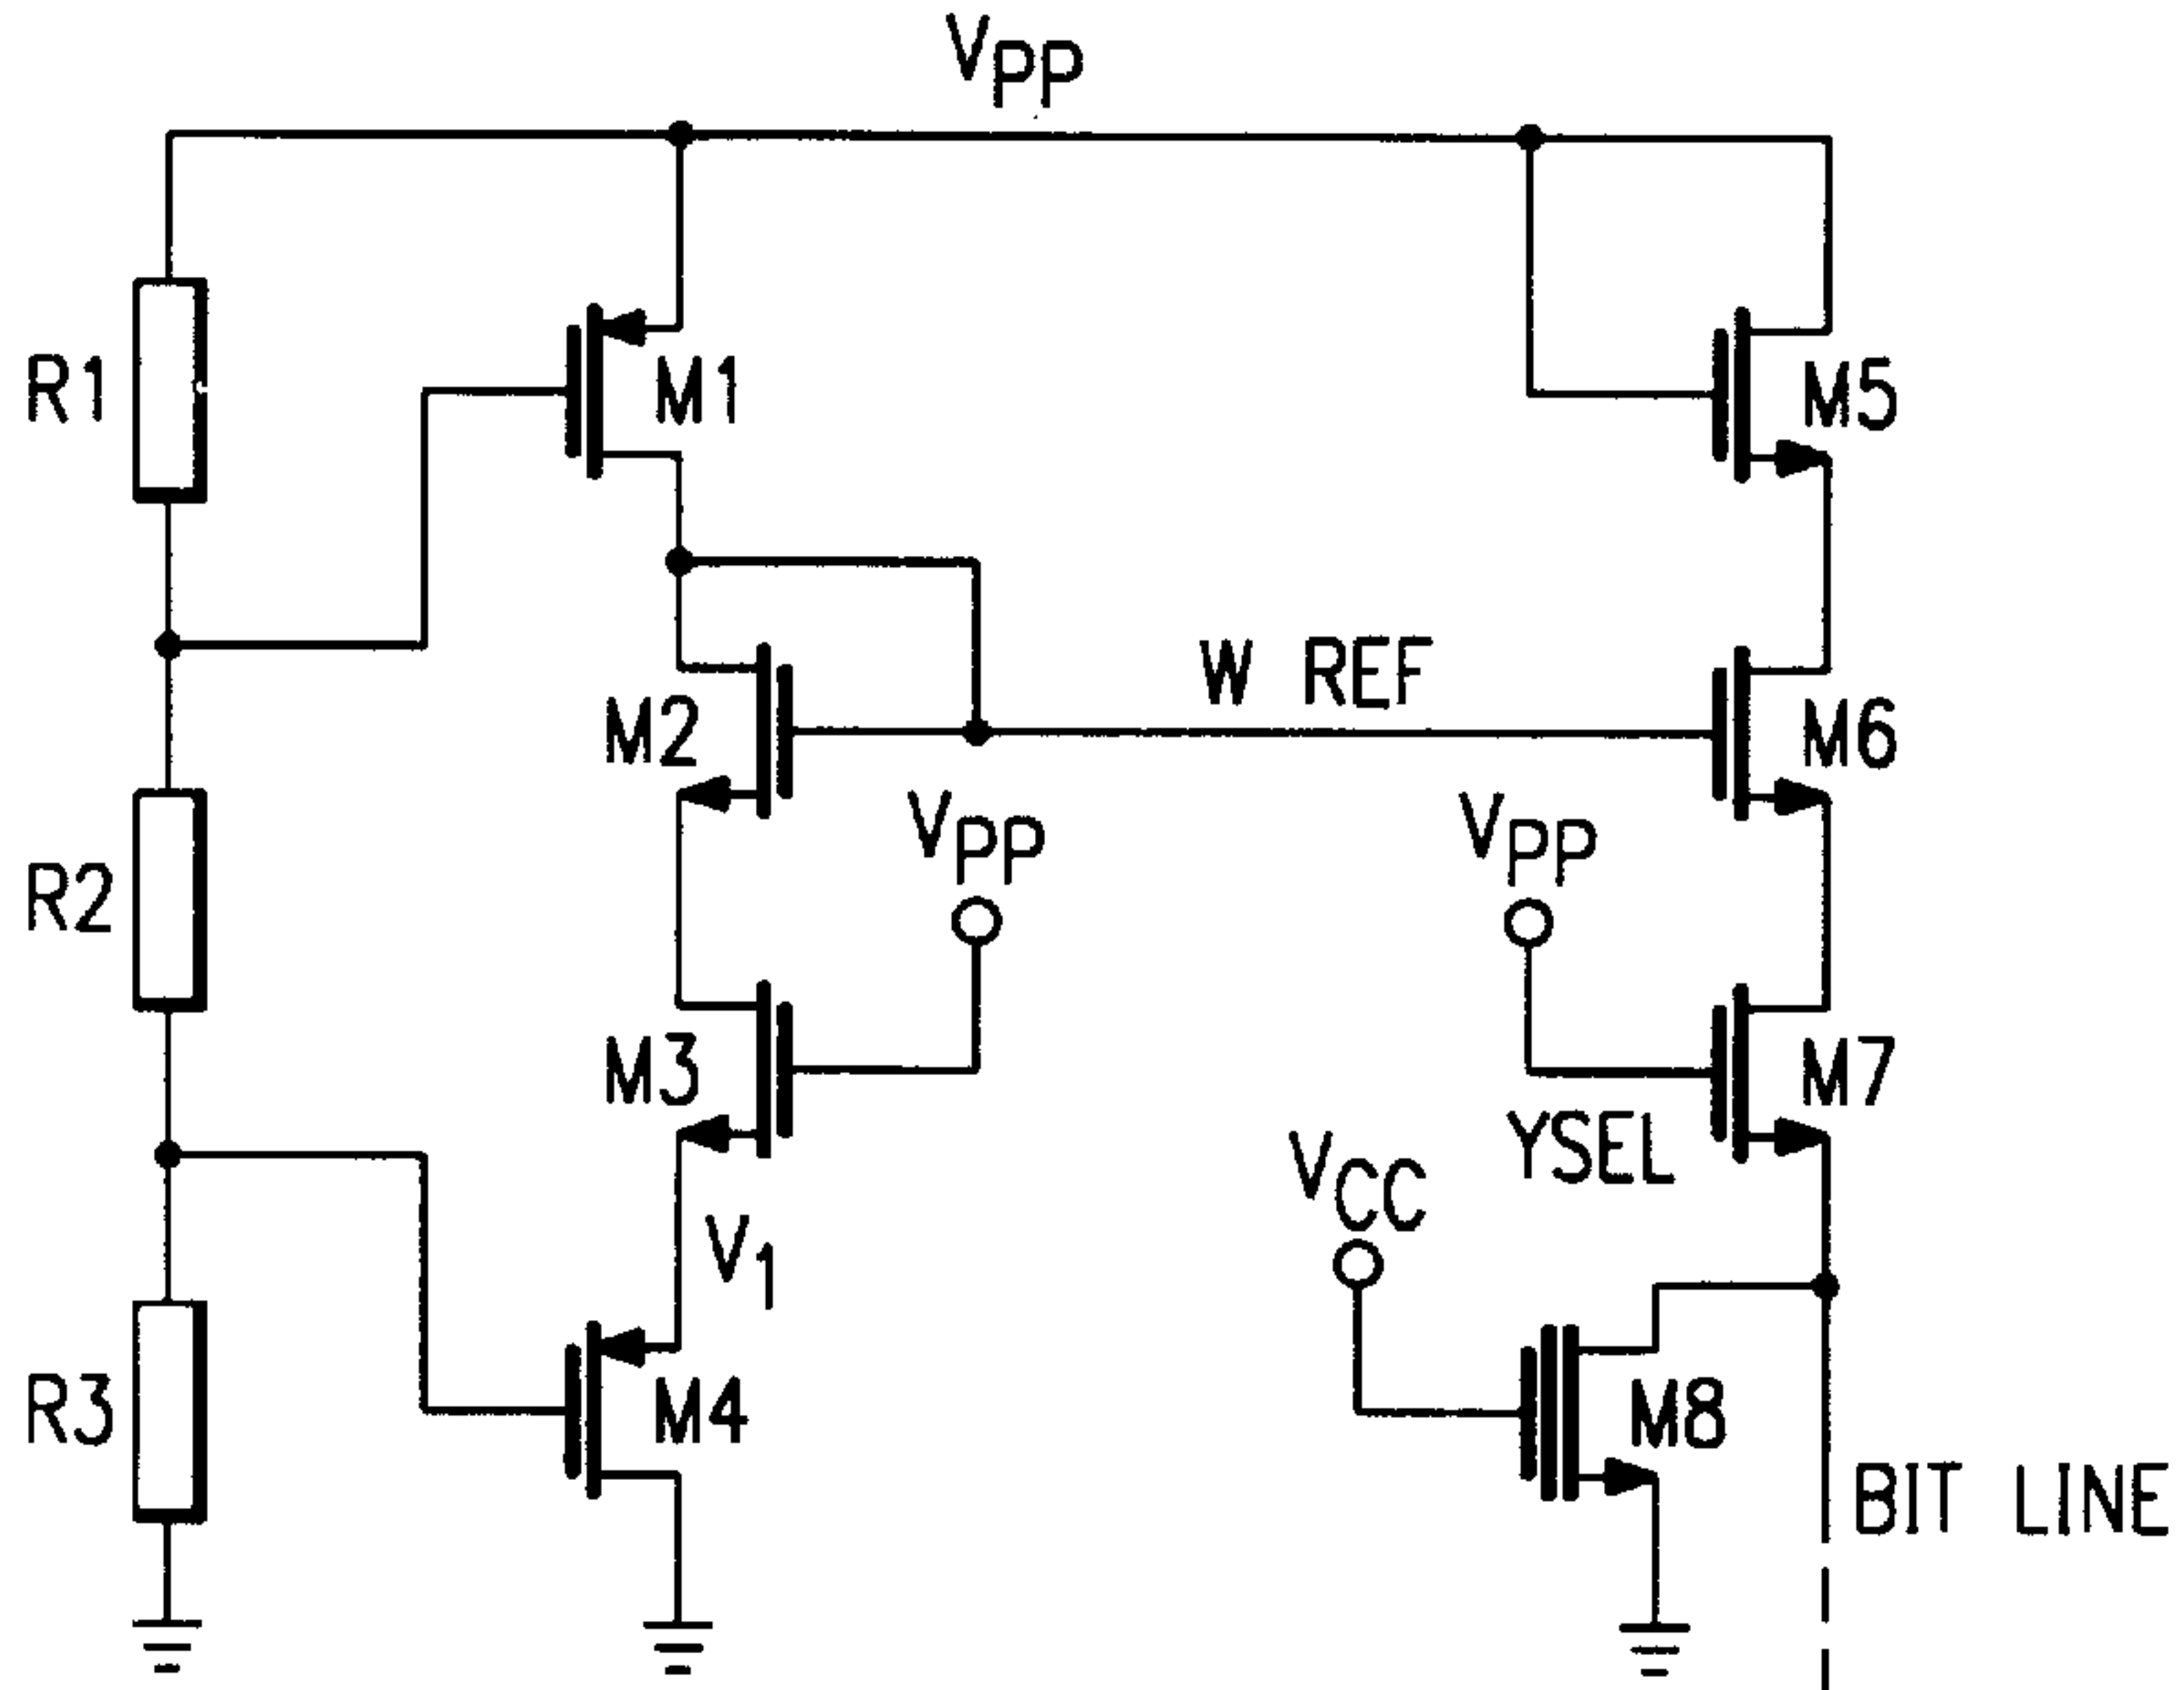 VPP
R1
M1
M5
W REF
M2
M6
VPP
VPP
R2
M3
M7
YSEL
VCC
V1
R3
M4
M8
BIT LINE